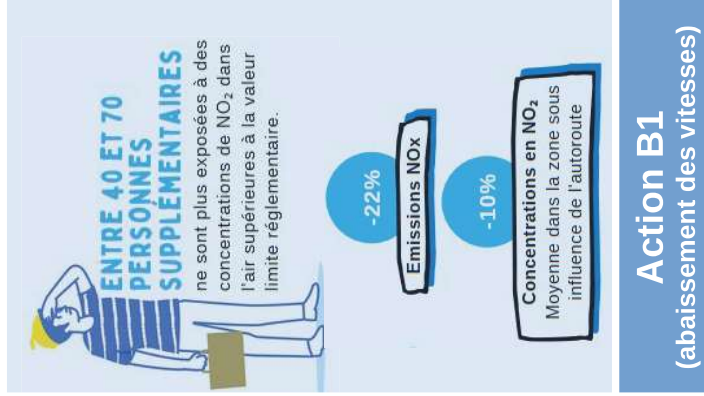 ENTRE 40 ET 70
PERSONNES
SUPPLÉMENTAIRES
ne sont plus exposées à des
concentrations de NO₂ dans
l'air supérieures à la valeur
limite réglementaire.
-22%
Emissions NOx
-10%
Concentrations en NO₂
Moyenne dans la zone sous
influence de l'autoroute
Action B1
(abaissement des vitesses)